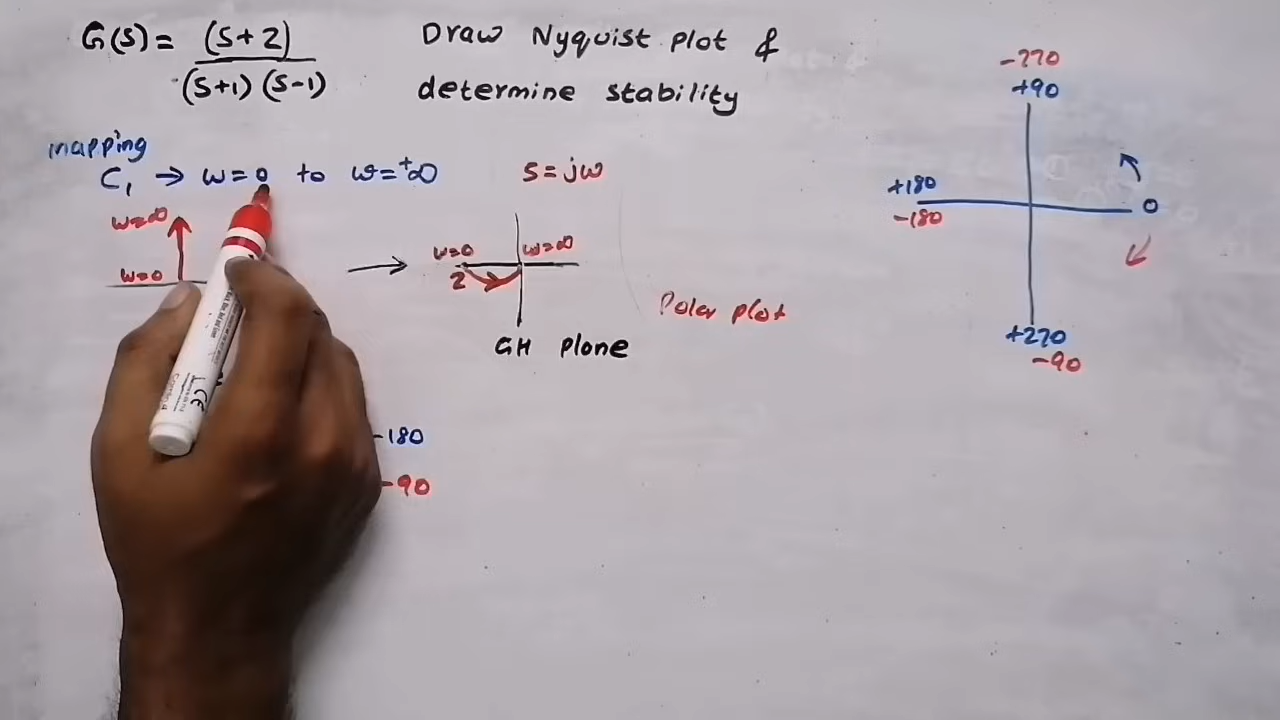 G(S) = (S+2) / (S+1) (S-1)
Draw Nyquist plot &
determine stability
mapping
C₁ → ω=0 to ω=+∞
S=jω
ω=∞
ω=0
ω=0
ω=∞
2
GH Plone
Polar plot
-180
-90
-270
+90
+180
-180
0
+270
-90